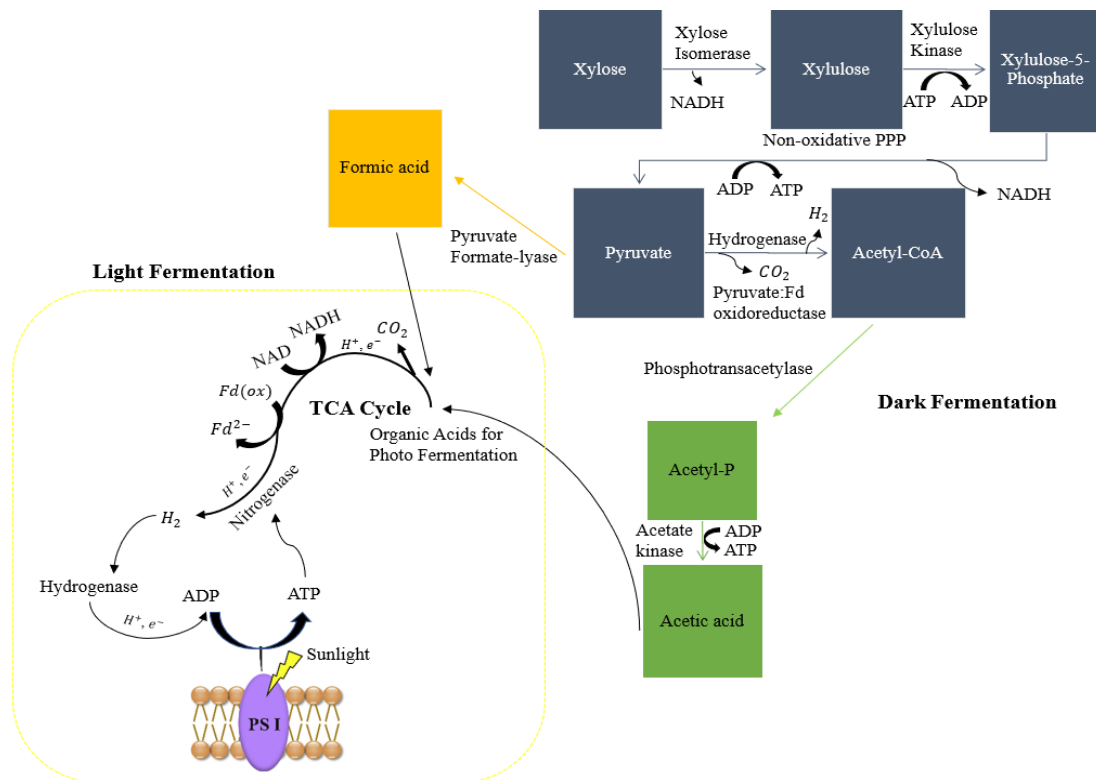 Xylose
Xylose
Isomerase
NADH
Xylulose
Xylulose
Kinase
ATP
ADP
Xylulose-5-
Phosphate
Non-oxidative PPP
ADP
ATP
NADH
Formic acid
Pyruvate
Formate-lyase
Pyruvate
Hydrogenase
H₂
CO₂
Pyruvate:Fd
oxidoreductase
Acetyl-CoA
Phosphotransacetylase
Dark Fermentation
Acetyl-P
Acetate
kinase
ADP
ATP
Acetic acid
Light Fermentation
NAD
NADH
H⁺, e⁻
CO₂
Fd(ox)
Fd²⁻
TCA Cycle
Organic Acids for
Photo Fermentation
H⁺, e⁻
Nitrogenase
H₂
Hydrogenase
H⁺, e⁻
ADP
ATP
Sunlight
PS I